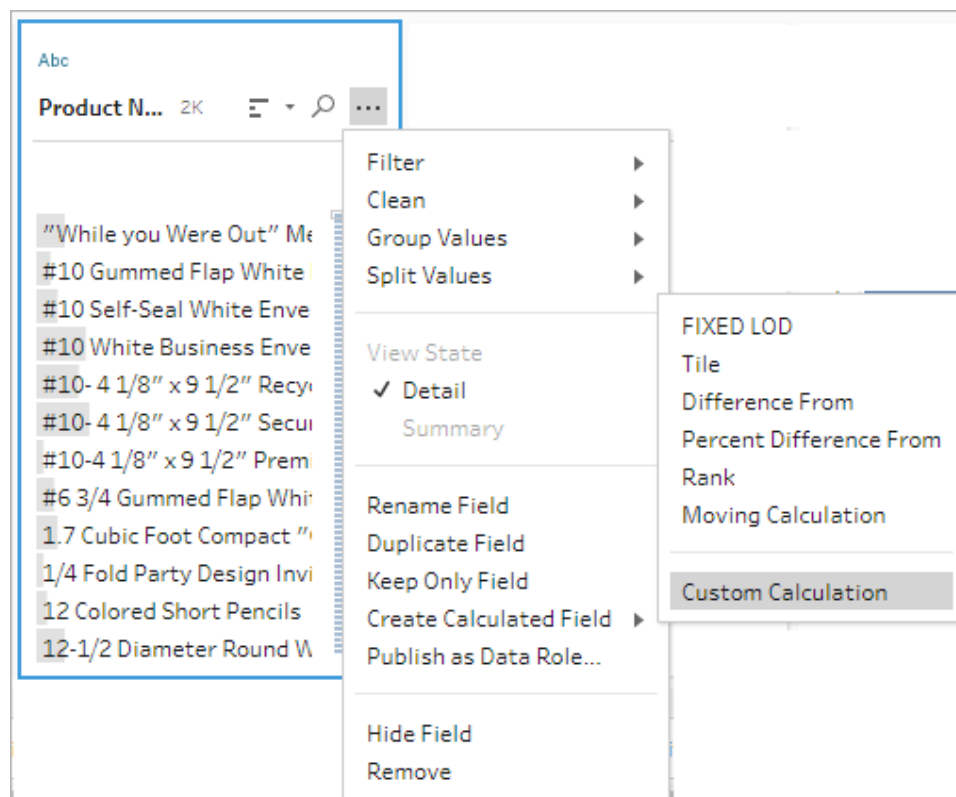 Abc
Product N... 2K ...
"While you Were Out" Me
#10 Gummed Flap White
#10 Self-Seal White Enve
#10 White Business Enve
#10- 4 1/8" x 9 1/2" Recy
#10- 4 1/8" x 9 1/2" Secu
#10-4 1/8" x 9 1/2" Premi
#6 3/4 Gummed Flap Whi
1.7 Cubic Foot Compact "
1/4 Fold Party Design Invi
12 Colored Short Pencils
12-1/2 Diameter Round W
Filter
Clean
Group Values
Split Values
View State
✓ Detail
Summary
Rename Field
Duplicate Field
Keep Only Field
Create Calculated Field
Publish as Data Role...
Hide Field
Remove
FIXED LOD
Tile
Difference From
Percent Difference From
Rank
Moving Calculation
Custom Calculation